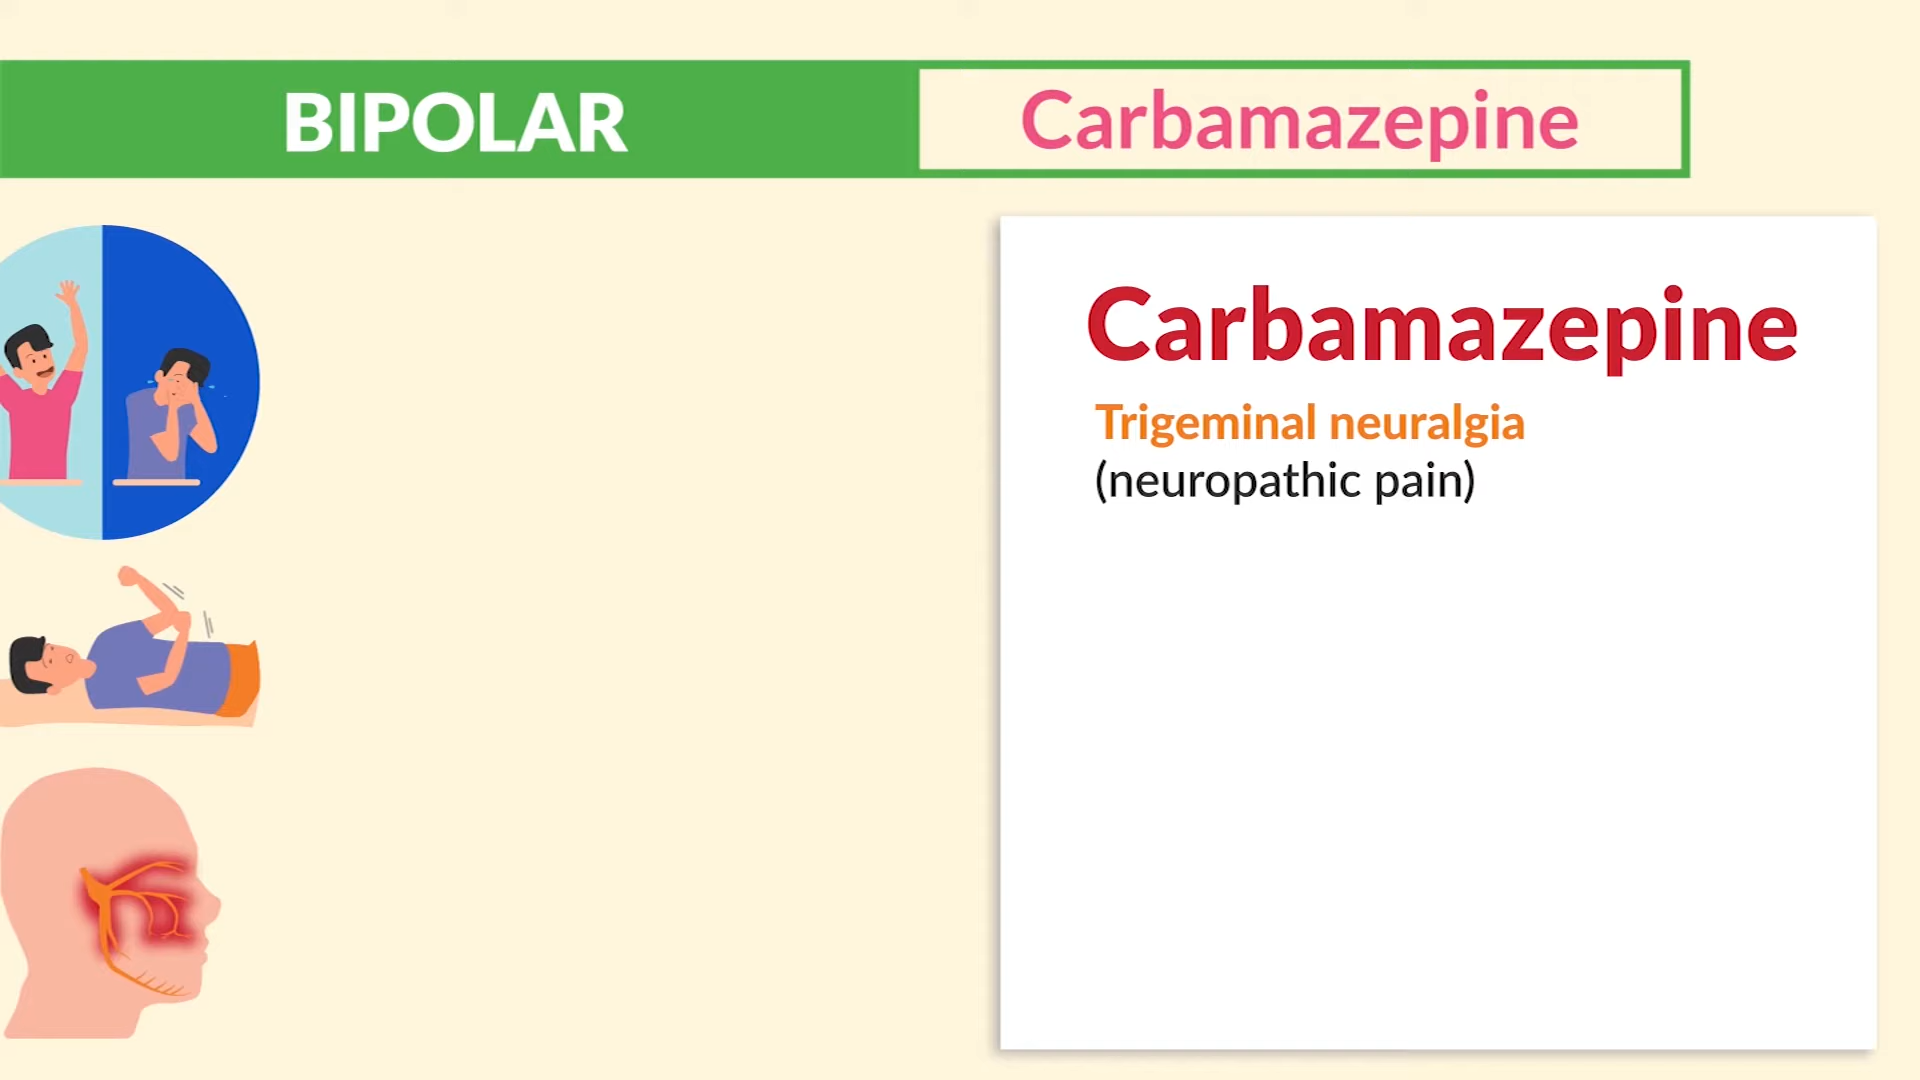 BIPOLAR
Carbamazepine
Carbamazepine
Trigeminal neuralgia
(neuropathic pain)